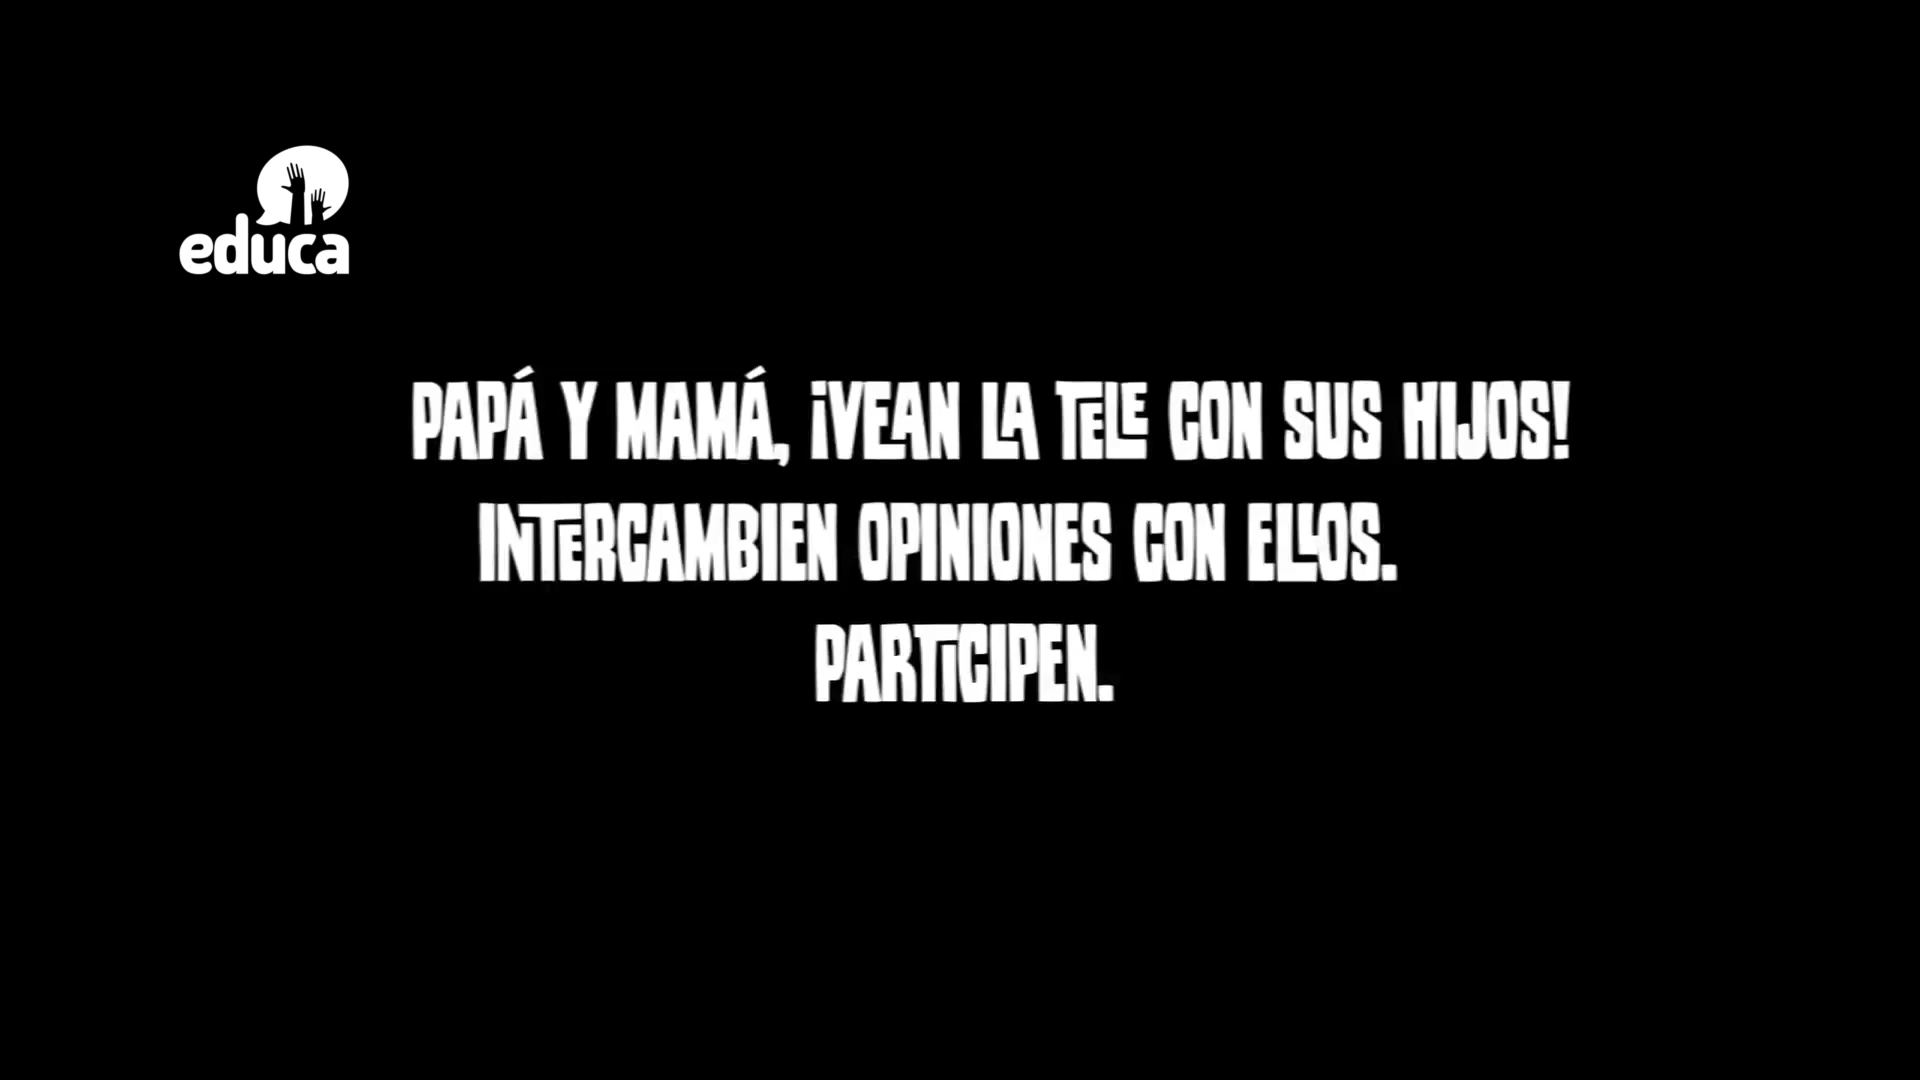 educa
PAPÁ Y MAMÁ, ¡VEAN LA TELE CON SUS HIJOS!
INTERCAMBIEN OPINIONES CON ELLOS.
PARTICIPEN.